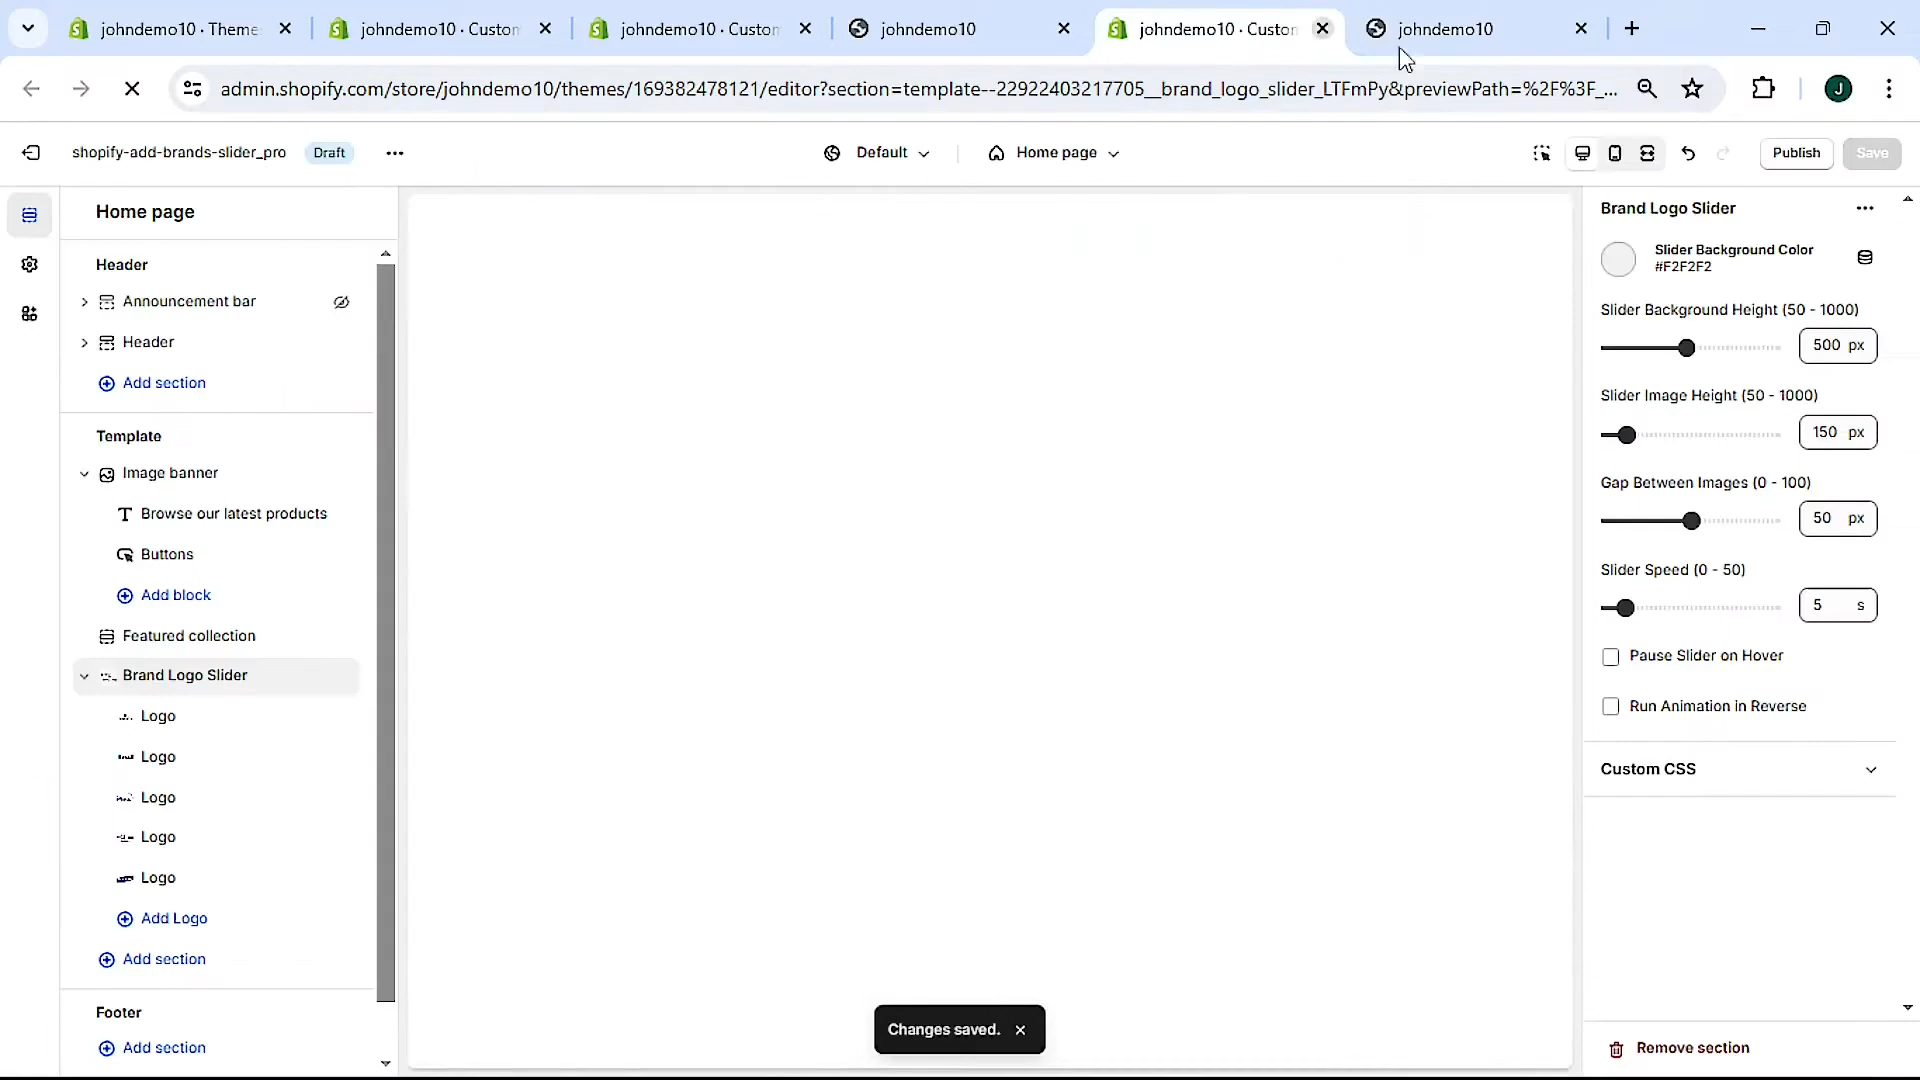 johndemo10 · Theme
johndemo10 · Custon
johndemo10 · Custon
johndemo10
johndemo10 · Custon
johndemo10
admin.shopify.com/store/johndemo10/themes/169382478121/editor?section=template--22922403217705__brand_logo_slider_LTFmPy&previewPath=%2F%3F_...
J
shopify-add-brands-slider_pro
Draft
Default
Home page
Publish
Save
Home page
Header
Announcement bar
Header
Add section
Template
Image banner
Browse our latest products
Buttons
Add block
Featured collection
Brand Logo Slider
Logo
Logo
Logo
Logo
Logo
Add Logo
Add section
Footer
Add section
Changes saved.
Brand Logo Slider
Slider Background Color
#F2F2F2
Slider Background Height (50 - 1000)
500 px
Slider Image Height (50 - 1000)
150 px
Gap Between Images (0 - 100)
50 px
Slider Speed (0 - 50)
5 s
Pause Slider on Hover
Run Animation in Reverse
Custom CSS
Remove section